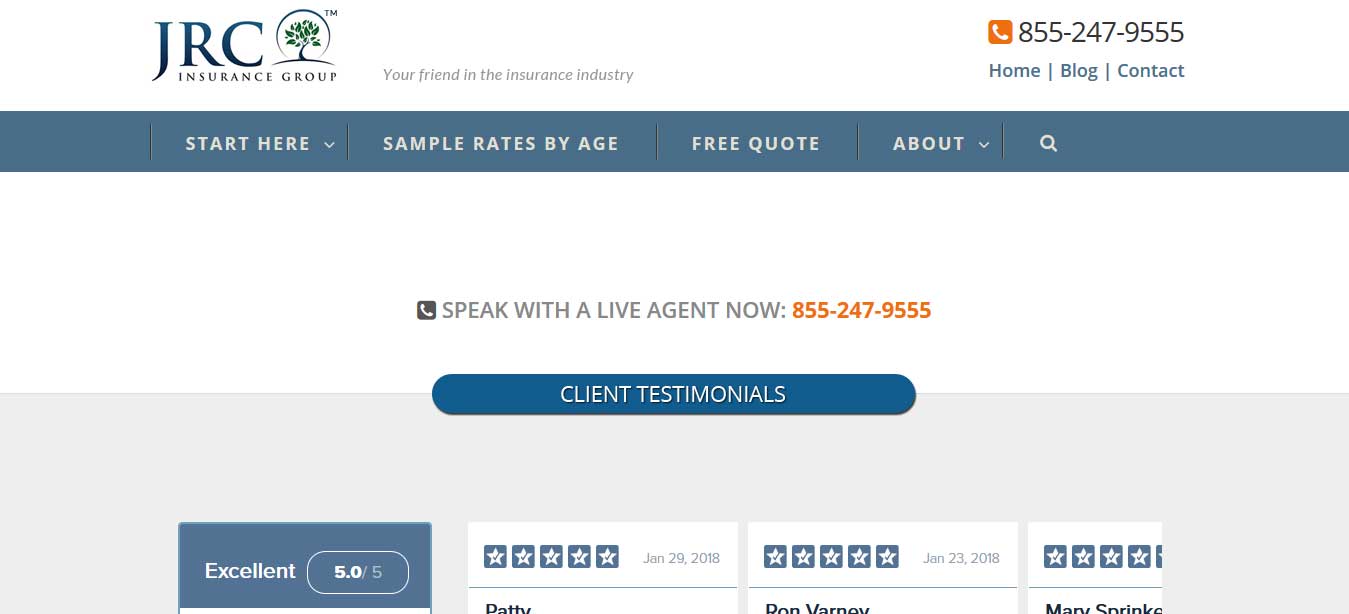 JRC
INSURANCE GROUP
TM
Your friend in the insurance industry
855-247-9555
Home | Blog | Contact
START HERE
SAMPLE RATES BY AGE
FREE QUOTE
ABOUT
SPEAK WITH A LIVE AGENT NOW: 855-247-9555
CLIENT TESTIMONIALS
Excellent 5.0/ 5
Jan 29, 2018
Patty
Jan 23, 2018
Ron Varney
Mary Sprinke